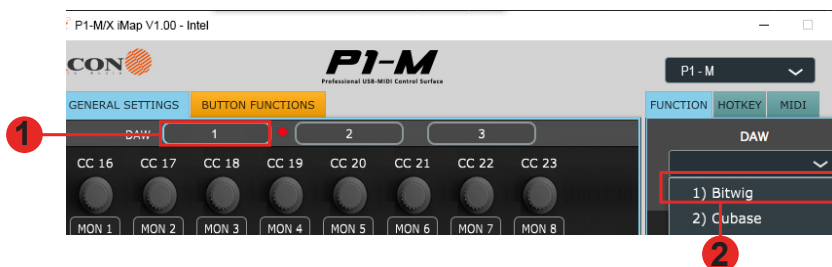 P1-M/X iMap V1.00 - Intel
CON
P1-M
Professional USB-MIDI Control Surface
P1 - M
GENERAL SETTINGS BUTTON FUNCTIONS
FUNCTION HOTKEY MIDI
1
DAW 1 2 3
DAW
CC 16 CC 17 CC 18 CC 19 CC 20 CC 21 CC 22 CC 23
1) Bitwig
MON 1 MON 2 MON 3 MON 4 MON 5 MON 6 MON 7 MON 8
2) Cubase
2